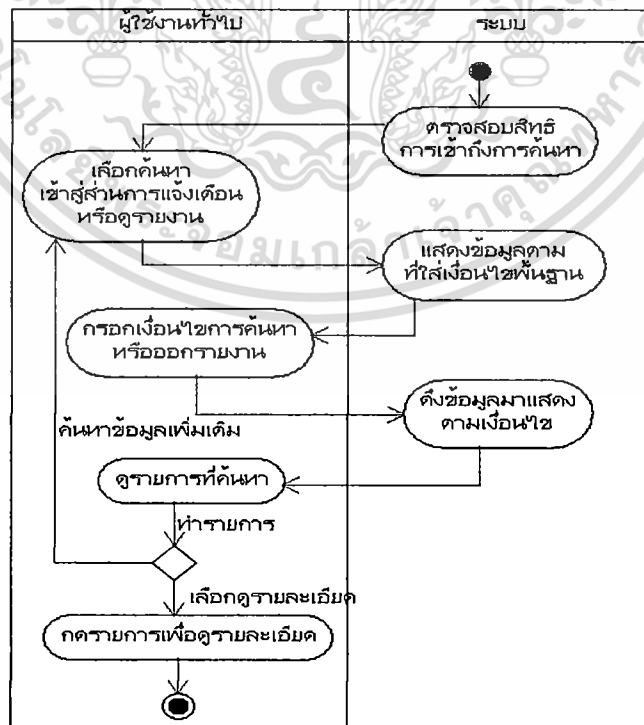 ผู้ใช้งานทั่วไป
ระบบ
ตรวจสอบสิทธิ
การเข้าถึงการค้นหา
เลือกค้นหา
เข้าสู่ส่วนการแจ้งเตือน
หรือดูรายงาน
แสดงข้อมูลตาม
ที่ใส่เงื่อนไขพื้นฐาน
กรอกเงื่อนไขการค้นหา
หรือออกรายงาน
ดึงข้อมูลมาแสดง
ตามเงื่อนไข
ค้นหาข้อมูลเพิ่มเติม
ดูรายการที่ค้นหา
ทำรายการ
เลือกดูรายละเอียด
กดรายการเพื่อดูรายละเอียด